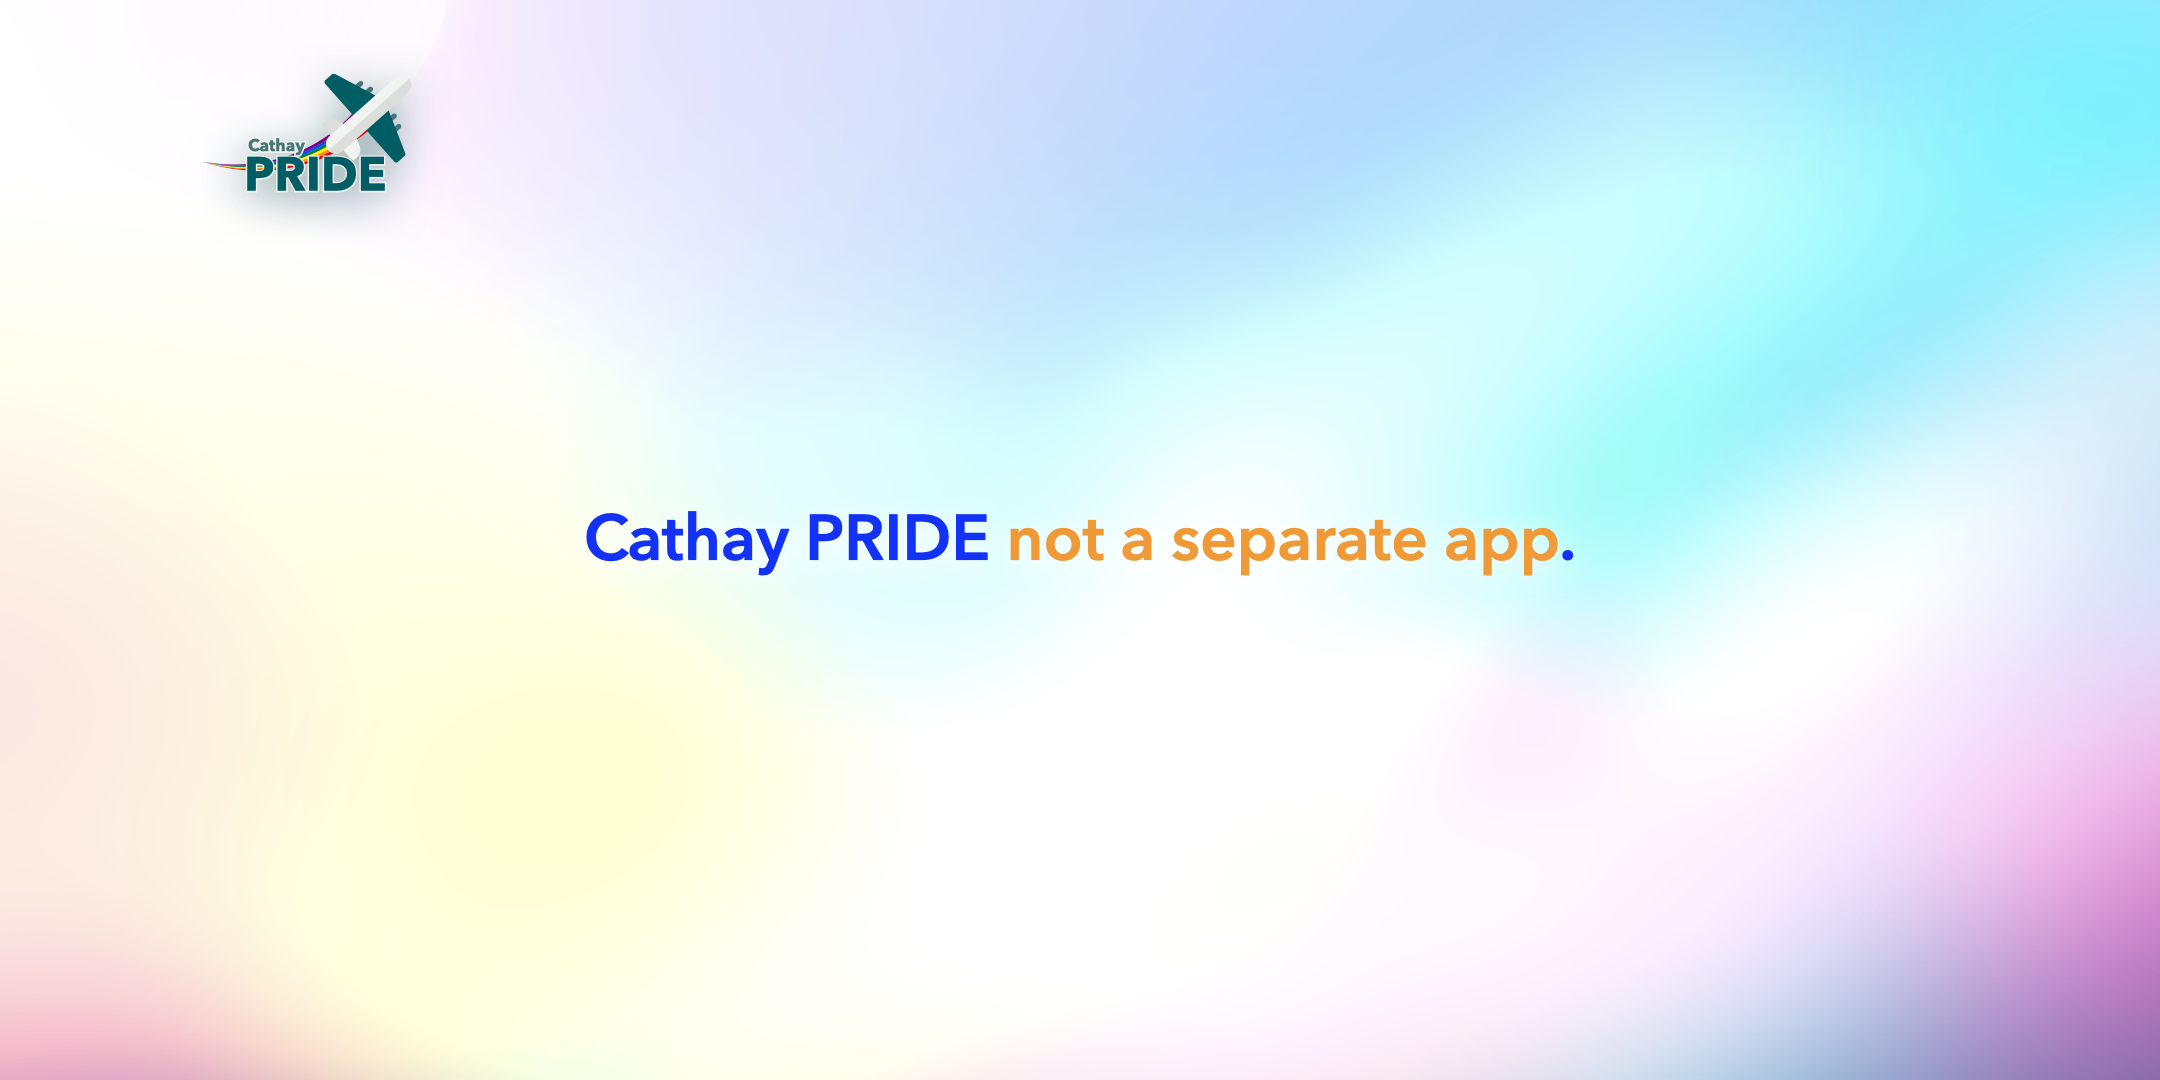 Cathay
PRIDE
Cathay PRIDE not a separate app.